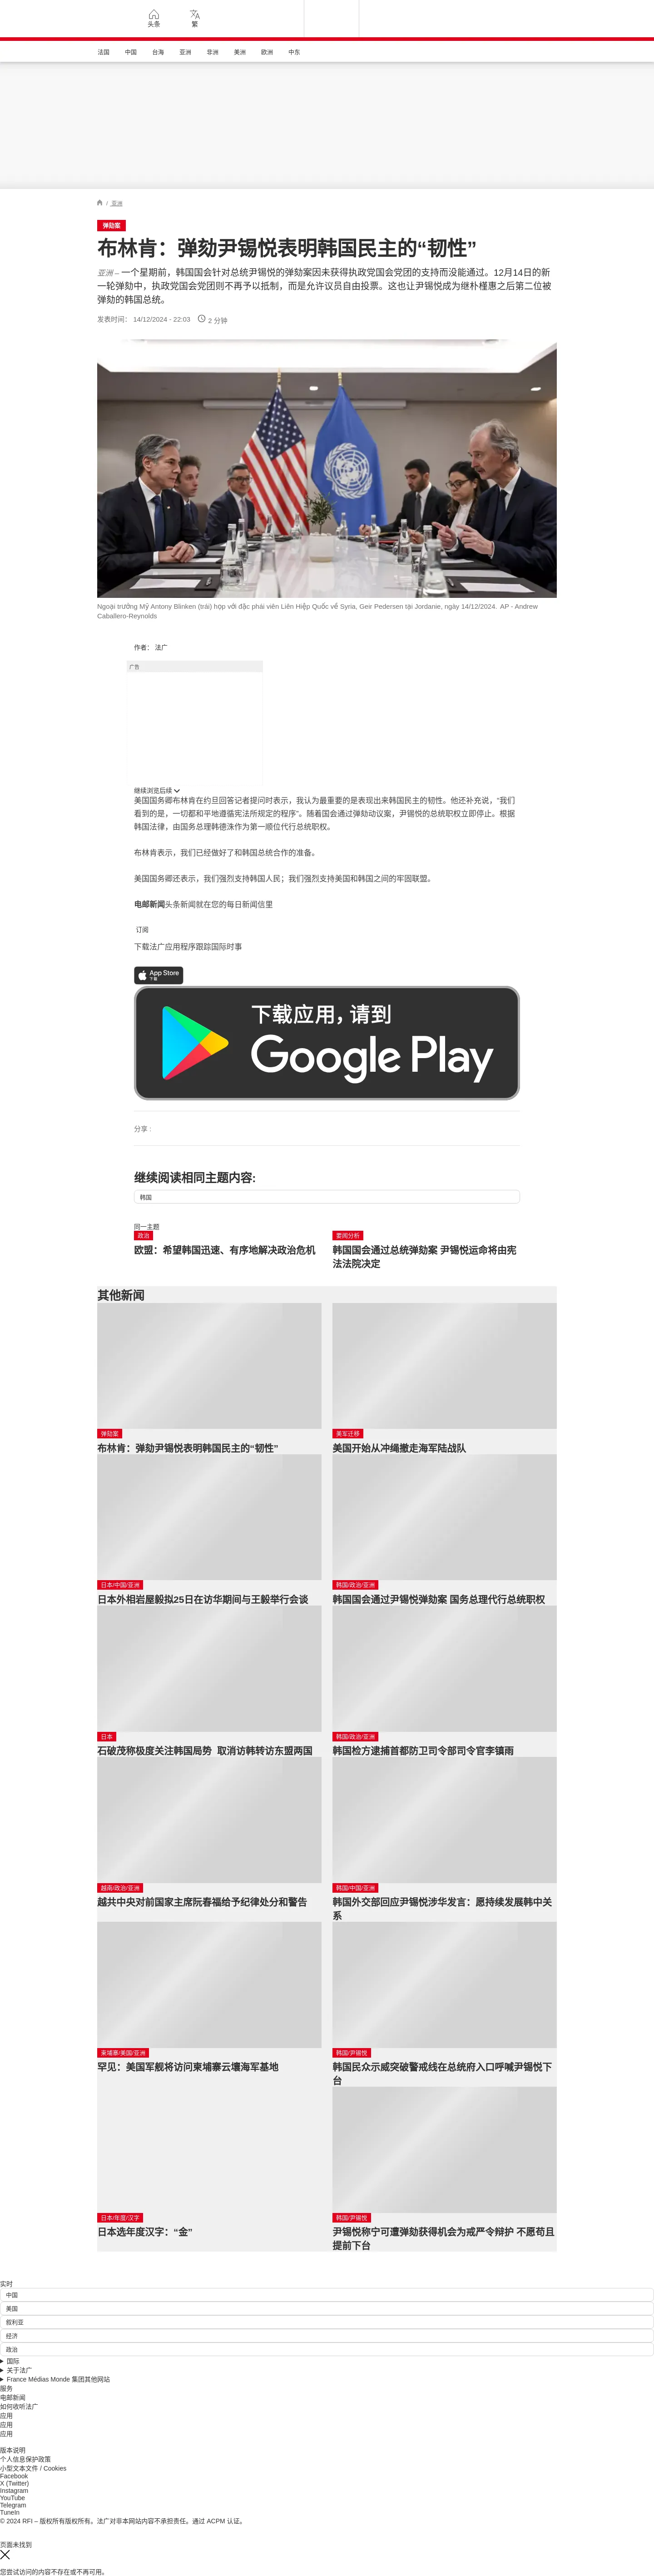 头条
繁
法国
中国
台海
亚洲
非洲
美洲
欧洲
中东
/ 亚洲
弹劾案
布林肯：弹劾尹锡悦表明韩国民主的“韧性”
亚洲 – 一个星期前，韩国国会针对总统尹锡悦的弹劾案因未获得执政党国会党团的支持而没能通过。12月14日的新
一轮弹劾中，执政党国会党团则不再予以抵制，而是允许议员自由投票。这也让尹锡悦成为继朴槿惠之后第二位被
弹劾的韩国总统。
发表时间： 14/12/2024 - 22:03 2 分钟
Ngoại trưởng Mỹ Antony Blinken (trái) họp với đặc phái viên Liên Hiệp Quốc về Syria, Geir Pedersen tại Jordanie, ngày 14/12/2024. AP - Andrew
Caballero-Reynolds
作者： 法广
广告
继续浏览后续
美国国务卿布林肯在约旦回答记者提问时表示，我认为最重要的是表现出来韩国民主的韧性。他还补充说，“我们
看到的是，一切都和平地遵循宪法所规定的程序”。随着国会通过弹劾动议案，尹锡悦的总统职权立即停止。根据
韩国法律，由国务总理韩德洙作为第一顺位代行总统职权。
布林肯表示，我们已经做好了和韩国总统合作的准备。
美国国务卿还表示，我们强烈支持韩国人民；我们强烈支持美国和韩国之间的牢固联盟。
电邮新闻头条新闻就在您的每日新闻信里
订阅
下载法广应用程序跟踪国际时事
App Store
下载
下载应用，请到
Google Play
分享 :
继续阅读相同主题内容:
韩国
同一主题
政治
欧盟：希望韩国迅速、有序地解决政治危机
要闻分析
韩国国会通过总统弹劾案 尹锡悦运命将由宪
法法院决定
其他新闻
弹劾案
布林肯：弹劾尹锡悦表明韩国民主的“韧性”
美军迁移
美国开始从冲绳撤走海军陆战队
日本/中国/亚洲
日本外相岩屋毅拟25日在访华期间与王毅举行会谈
韩国/政治/亚洲
韩国国会通过尹锡悦弹劾案 国务总理代行总统职权
日本
石破茂称极度关注韩国局势 取消访韩转访东盟两国
韩国/政治/亚洲
韩国检方逮捕首都防卫司令部司令官李镇雨
越南/政治/亚洲
越共中央对前国家主席阮春福给予纪律处分和警告
韩国/中国/亚洲
韩国外交部回应尹锡悦涉华发言：愿持续发展韩中关
系
柬埔寨/美国/亚洲
罕见：美国军舰将访问柬埔寨云壤海军基地
韩国/尹锡悦
韩国民众示威突破警戒线在总统府入口呼喊尹锡悦下
台
日本/年度/汉字
日本选年度汉字：“金”
韩国/尹锡悦
尹锡悦称宁可遭弹劾获得机会为戒严令辩护 不愿苟且
提前下台
实时
中国
美国
叙利亚
经济
政治
国际
关于法广
France Médias Monde 集团其他网站
服务
电邮新闻
如何收听法广
应用
应用
应用
版本说明
个人信息保护政策
小型文本文件 / Cookies
Facebook
X (Twitter)
Instagram
YouTube
Telegram
TuneIn
© 2024 RFI – 版权所有版权所有。法广对非本网站内容不承担责任。通过 ACPM 认证。
页面未找到
您尝试访问的内容不存在或不再可用。